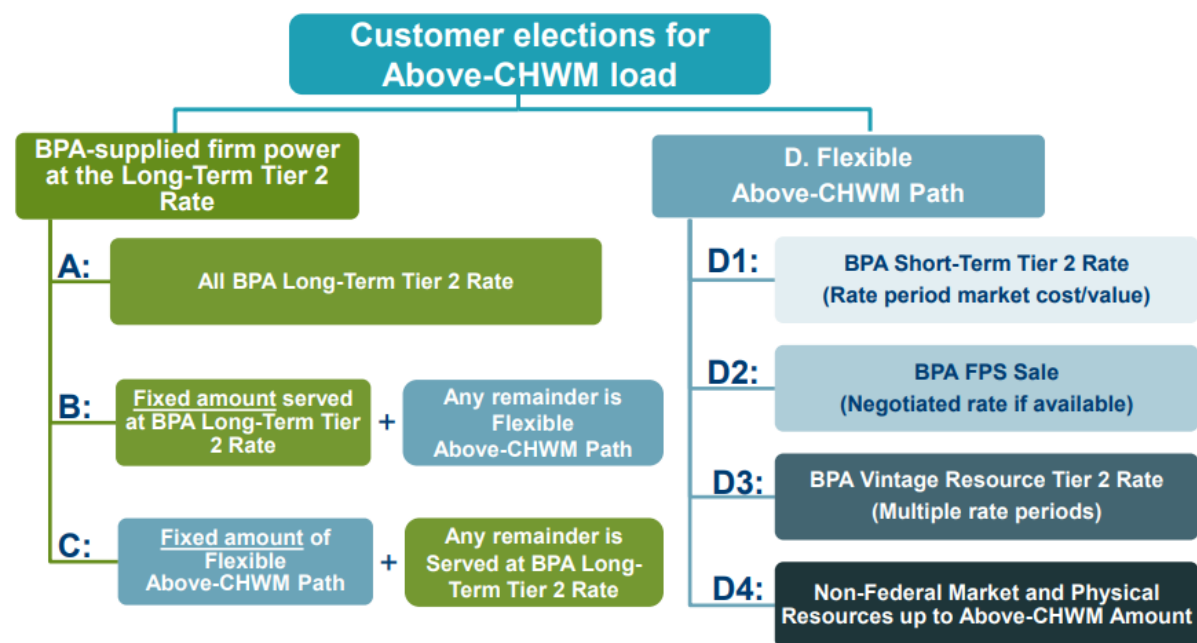 Customer elections for
Above-CHWM load
BPA-supplied firm power
at the Long-Term Tier 2
Rate
A:
All BPA Long-Term Tier 2 Rate
B:
Fixed amount served
at BPA Long-Term Tier
2 Rate
+
Any remainder is
Flexible
Above-CHWM Path
C:
Fixed amount of
Flexible
Above-CHWM Path
+
Any remainder is
Served at BPA Long-
Term Tier 2 Rate
D. Flexible
Above-CHWM Path
D1:
BPA Short-Term Tier 2 Rate
(Rate period market cost/value)
D2:
BPA FPS Sale
(Negotiated rate if available)
D3:
BPA Vintage Resource Tier 2 Rate
(Multiple rate periods)
D4:
Non-Federal Market and Physical
Resources up to Above-CHWM Amount